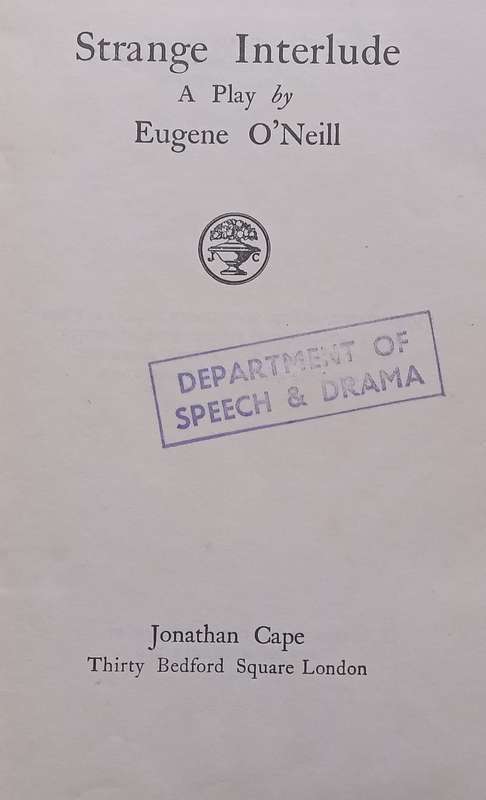 Strange Interlude
A Play by
Eugene O'Neill
J C
DEPARTMENT OF
SPEECH & DRAMA
Jonathan Cape
Thirty Bedford Square London